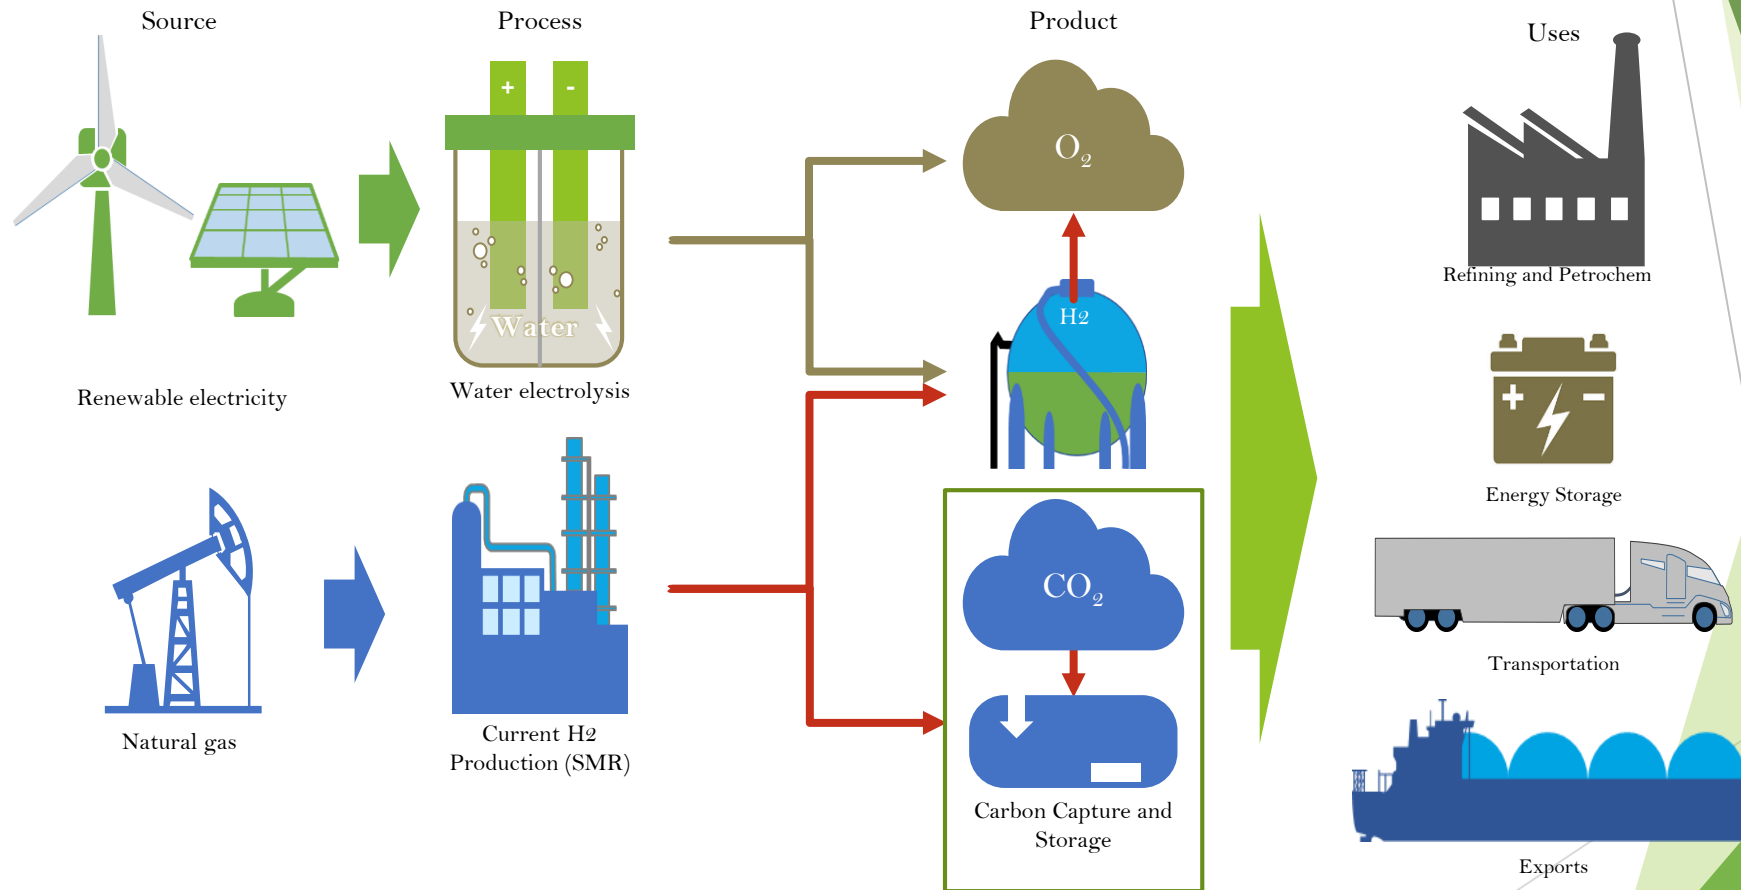 Source
Process
Product
Uses
+ -
Water
O₂
H2
Renewable electricity
Water electrolysis
Refining and Petrochem
+ -
Energy Storage
Natural gas
Current H2
Production (SMR)
CO₂
Carbon Capture and
Storage
Transportation
Exports